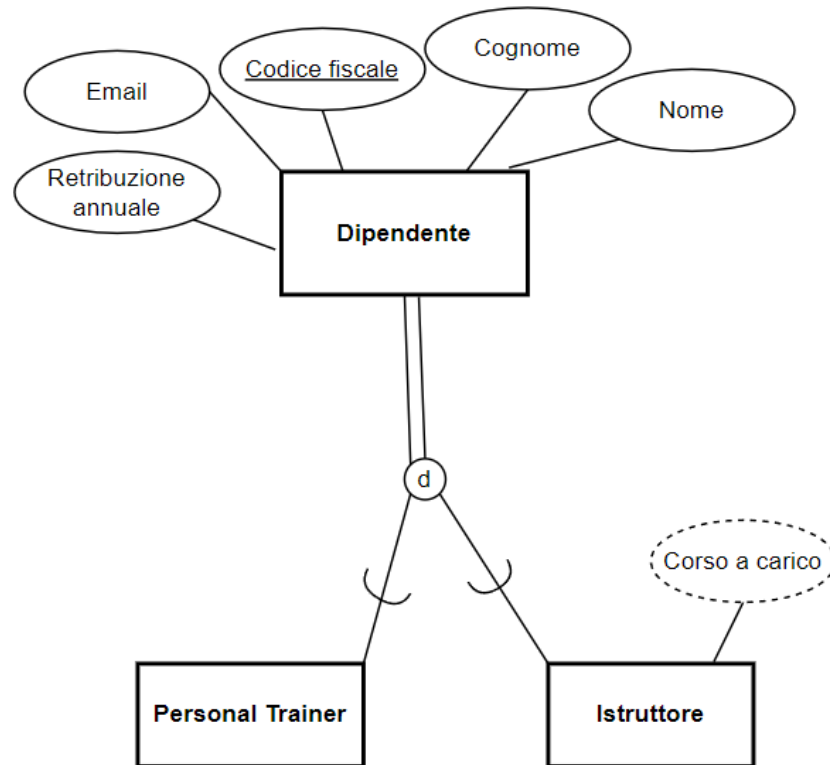 Cognome
Codice fiscale
Email
Nome
Retribuzione
annuale
Dipendente
d
Corso a carico
Personal Trainer
Istruttore